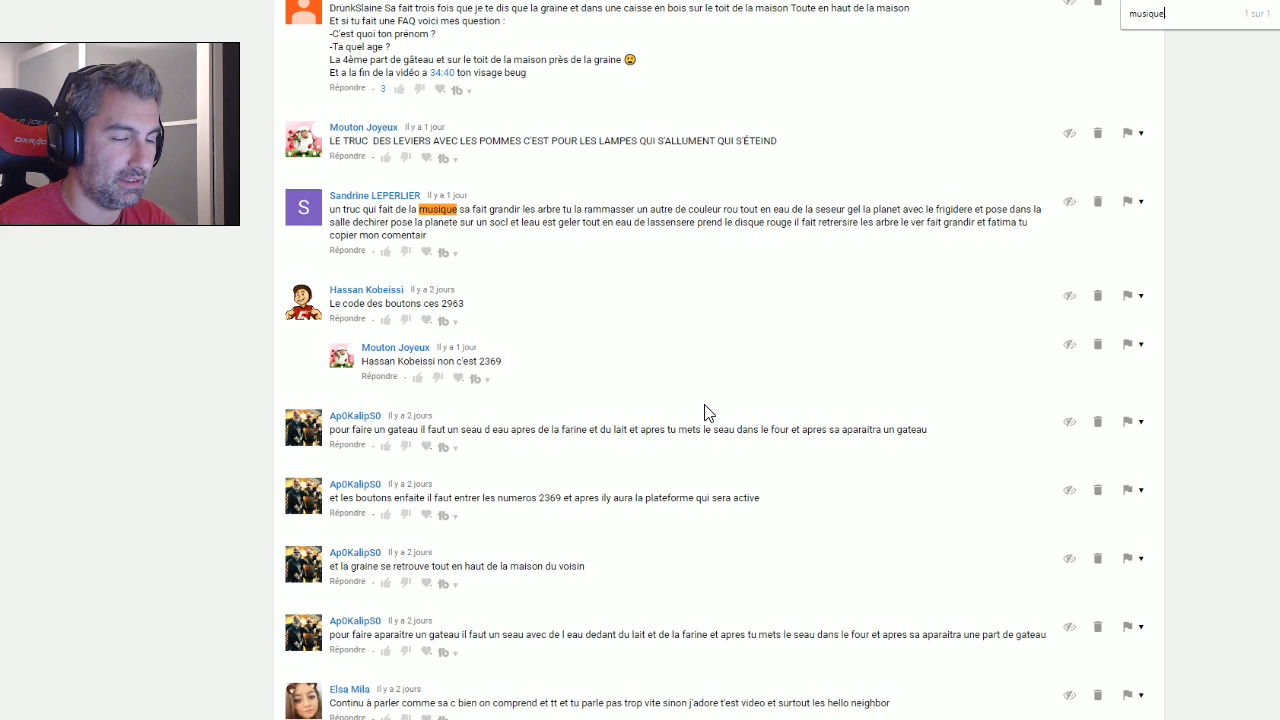 musique 1 sur 1
DrunkSlaine Sa fait trois fois que je te dis que la graine et dans une caisse en bois sur le toit de la maison Toute en haut de la maison
Et si tu fait une FAQ voici mes question :
-C'est quoi ton prénom ?
-Ta quel age ?
La 4ème part de gâteau et sur le toit de la maison près de la graine 😩
Et a la fin de la vidéo a 34:40 ton visage beug
Répondre · 3
Mouton Joyeux Il y a 1 jour
LE TRUC DES LEVIERS AVEC LES POMMES C'EST POUR LES LAMPES QUI S'ALLUMENT QUI S'ÉTEIND
Répondre ·
Sandrine LEPERLIER Il y a 1 jour
S
un truc qui fait de la musique sa fait grandir les arbre tu la rammasser un autre de couleur rou tout en eau de la seseur gel la planet avec le frigidere et pose dans la
salle dechirer pose la planete sur un socl et leau est geler tout en eau de lassensere prend le disque rouge il fait retrersire les arbre le ver fait grandir et fatima tu
copier mon comentair
Répondre ·
Hassan Kobeissi Il y a 2 jours
Le code des boutons ces 2963
Répondre ·
Mouton Joyeux Il y a 1 jour
Hassan Kobeissi non c'est 2369
Répondre ·
Ap0KalipS0 Il y a 2 jours
pour faire un gateau il faut un seau d eau apres de la farine et du lait et apres tu mets le seau dans le four et apres sa aparaitra un gateau
Répondre ·
Ap0KalipS0 Il y a 2 jours
et les boutons enfaite il faut entrer les numeros 2369 et apres ily aura la plateforme qui sera active
Répondre ·
Ap0KalipS0 Il y a 2 jours
et la graine se retrouve tout en haut de la maison du voisin
Répondre ·
Ap0KalipS0 Il y a 2 jours
pour faire aparaitre un gateau il faut un seau avec de l eau dedant du lait et de la farine et apres tu mets le seau dans le four et apres sa aparaitra une part de gateau
Répondre ·
Elsa Mila Il y a 2 jours
Continu à parler comme sa c bien on comprend et tt et tu parle pas trop vite sinon j'adore t'est video et surtout les hello neighbor
Répondre ·